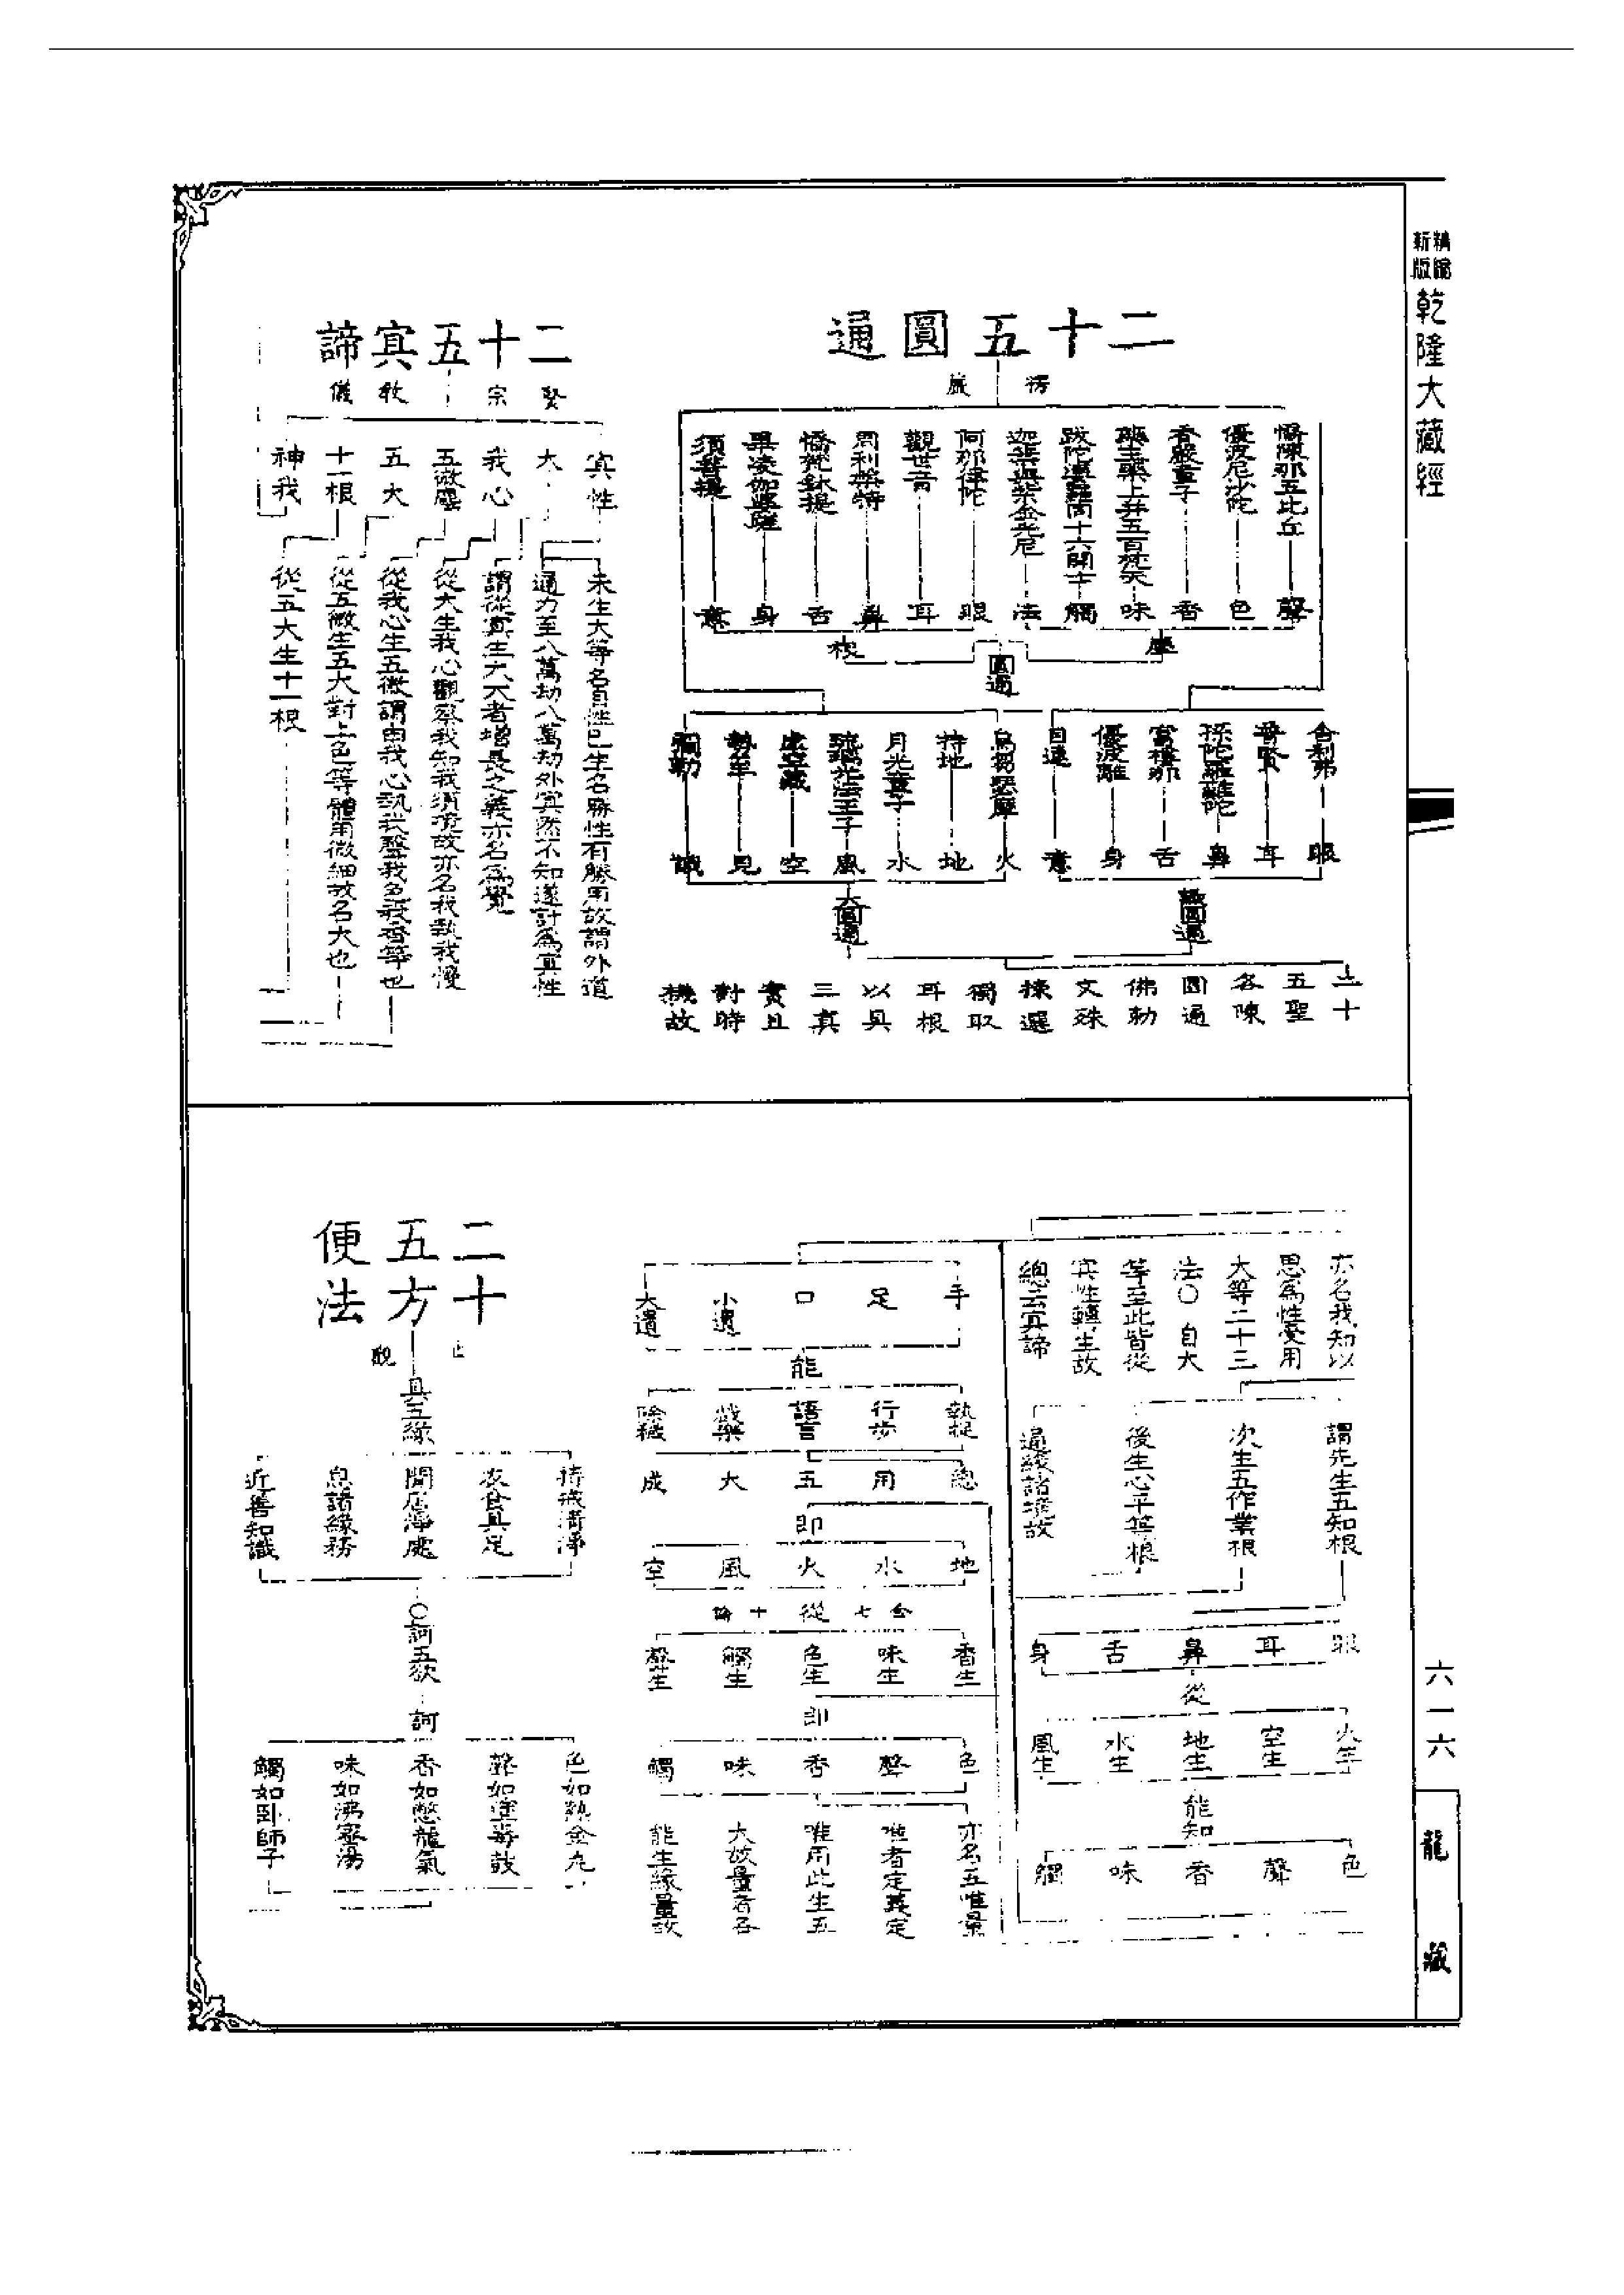 新版
精縮
乾隆大藏經
二十五圓通
楞
嚴
憍陳那五比丘
聲
優波尼沙陀
色
香嚴童子
香
藥王藥上并五百梵天
味
跋陀婆羅同十六開士
觸
迦葉與紫金光尼
法
阿那律陀
眼
觀世音
耳
周利槃特
鼻
憍梵鉢提
舌
畢凌伽婆蹉
身
須菩提
意
塵
根
圓通
舍利弗
眼
普賢
耳
孫陀羅難陀
鼻
富樓那
舌
優波離
身
目連
意
烏芻瑟摩
火
持地
地
月光童子
水
琉璃光法王子
風
虛空藏
空
勢至
見
彌勒
識
識圓通
大圓通
二十
五聖
各陳
圓通
佛勅
文殊
揀選
獨取
耳根
以具
三真
實且
對時
機故
二十五冥諦
宗
教
儀
冥性
大
我心
五微塵
五大
十一根
神我
未生大等名自性已生名勝性有勝用故謂外道
通力至八萬劫八萬劫外冥然不知遂計為冥性
謂從冥生大大者增長之義亦名為覺
從大生我心觀察我知我須境故亦名我執我慢
從我心生五微謂由我心執我聲我色我香等也
從五微生五大對上色等體用微細故名大也
從五大生十一根
亦名我知以
思為性受用
大等二十三
法〇自大
等至此皆從
冥性轉生故
總云冥諦
謂先生五知根
次生五作業根
後生心平等根
遍緣諸境故
眼
耳
鼻
舌
身
從
火生
空生
地生
水生
風生
能知
色
聲
香
味
觸
手
足
口
小遺
大遺
能
執捉
行步
語言
戲樂
除穢
總
用
五
大
成
即
地
水
火
風
空
金七
從
十論
香生
味生
色生
觸生
聲生
即
色
聲
香
味
觸
亦名五唯量
唯者定義定
唯用此生五
大故量者各
能生緣量故
二十
五方
便法
止
觀
具五緣
持戒清淨
衣食具足
閒居淨處
息諸緣務
近善知識
〇訶五欲
訶
色如熱金丸
聲如塗毒鼓
香如憋龍氣
味如沸蜜湯
觸如臥師子
六一六
龍
藏